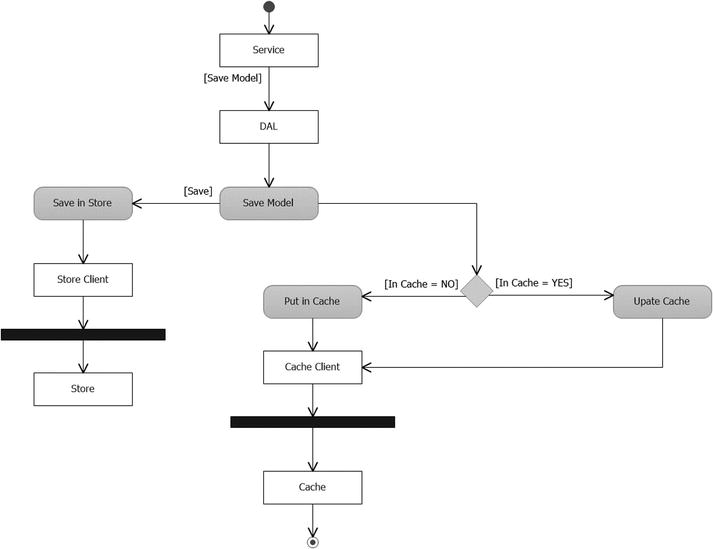 Service
[Save Model]
DAL
[Save]
Save in Store
Save Model
Store Client
[In Cache = NO]
[In Cache = YES]
Put in Cache
Upate Cache
Cache Client
Store
Cache